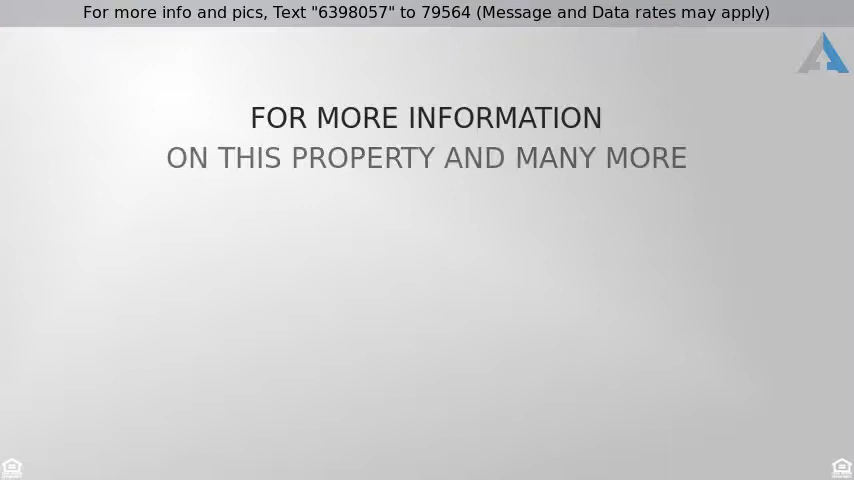 For more info and pics, Text "6398057" to 79564 (Message and Data rates may apply)
FOR MORE INFORMATION
ON THIS PROPERTY AND MANY MORE